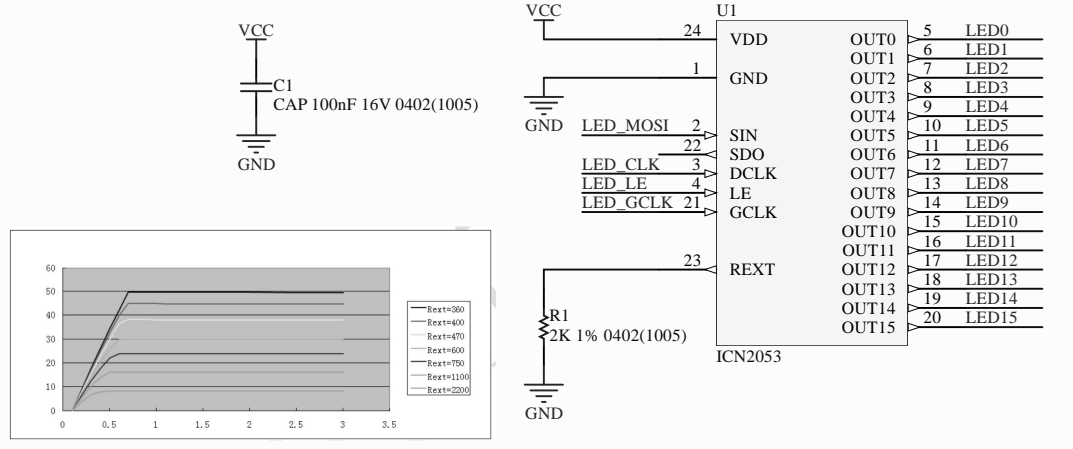 VCC
C1
CAP 100nF 16V 0402(1005)
GND
VCC
U1
24 VDD
1 GND
GND
LED_MOSI 2 SIN
22 SDO
LED_CLK 3 DCLK
LED_LE 4 LE
LED_GCLK 21 GCLK
23 REXT
R1
2K 1% 0402(1005)
GND
OUT0 5 LED0
OUT1 6 LED1
OUT2 7 LED2
OUT3 8 LED3
OUT4 9 LED4
OUT5 10 LED5
OUT6 11 LED6
OUT7 12 LED7
OUT8 13 LED8
OUT9 14 LED9
OUT10 15 LED10
OUT11 16 LED11
OUT12 17 LED12
OUT13 18 LED13
OUT14 19 LED14
OUT15 20 LED15
ICN2053
60
50
40
30
20
10
0
0 0.5 1 1.5 2 2.5 3 3.5
Rext=360
Rext=400
Rext=470
Rext=600
Rext=750
Rext=1100
Rext=2200